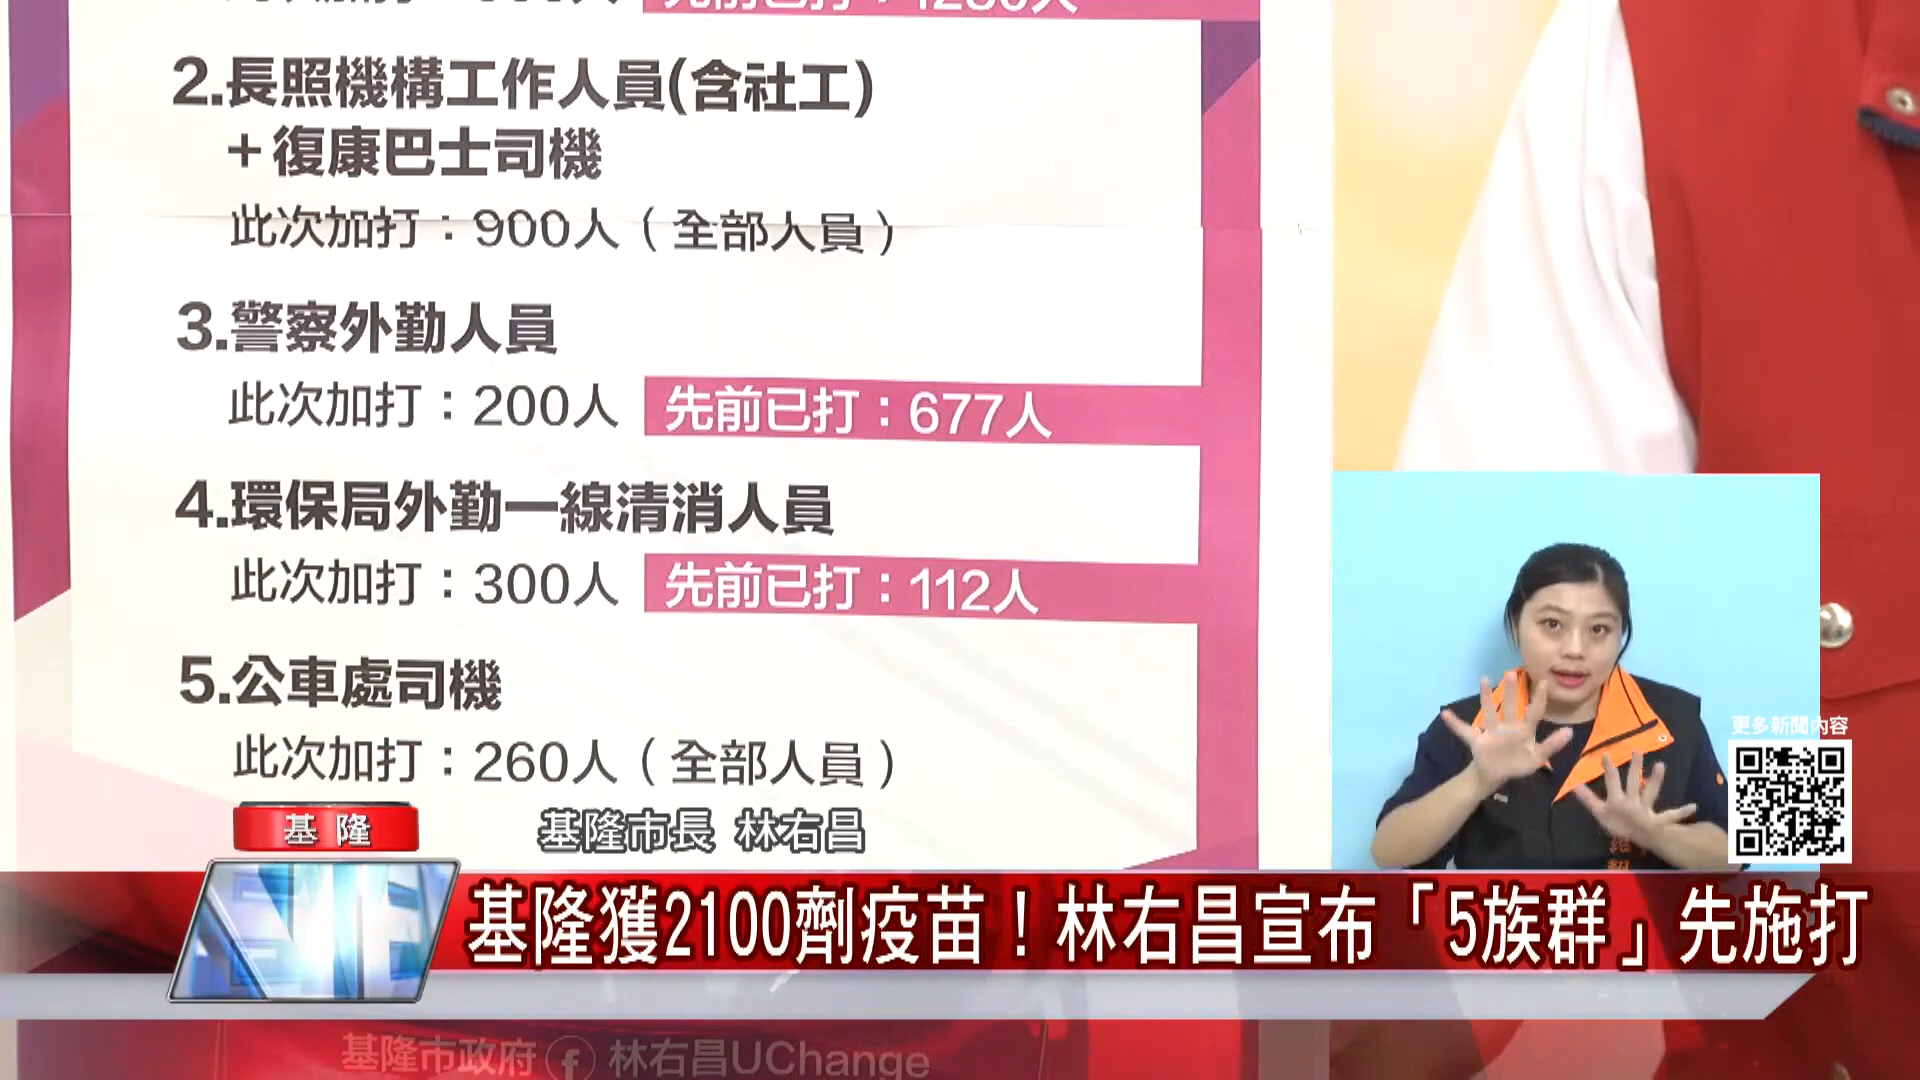 2.長照機構工作人員(含社工)
＋復康巴士司機
此次加打：900人（全部人員）
3.警察外勤人員
此次加打：200人 先前已打：677人
4.環保局外勤一線清消人員
此次加打：300人 先前已打：112人
5.公車處司機
此次加打：260人（全部人員）
更多新聞內容
基隆 基隆市長 林右昌
基隆獲2100劑疫苗！林右昌宣布「5族群」先施打
基隆市政府 f 林右昌UChange